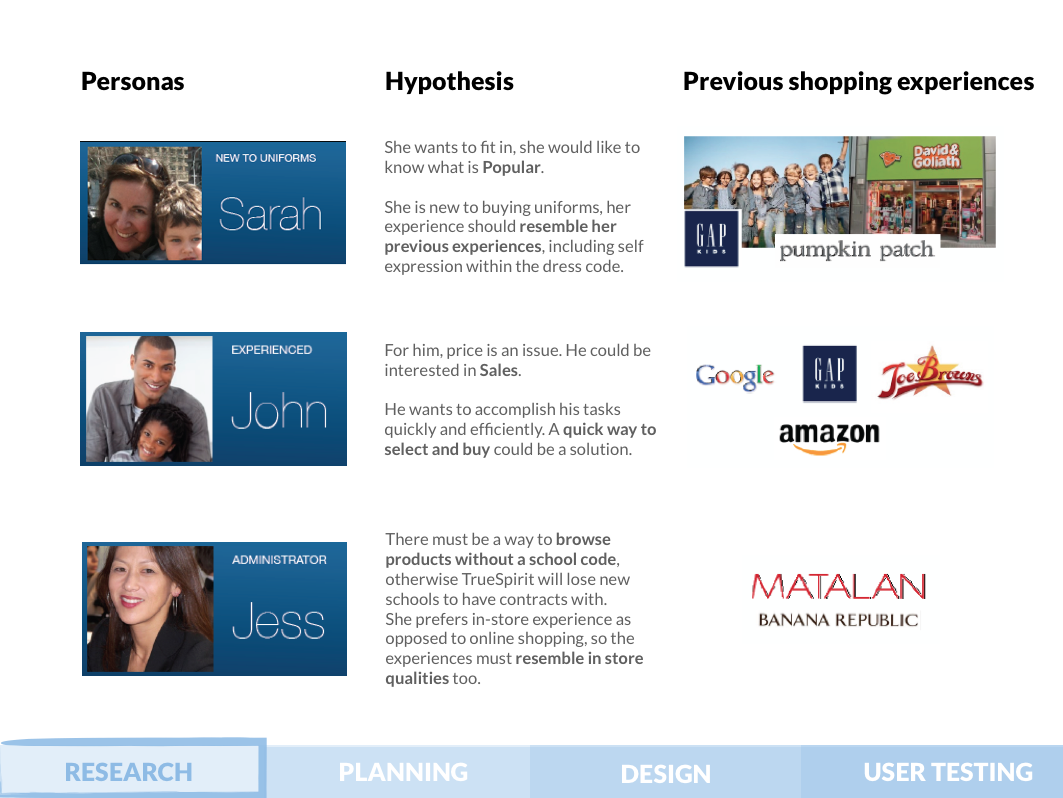 Personas
Hypothesis
Previous shopping experiences
NEW TO UNIFORMS
Sarah
She wants to fit in, she would like to
know what is Popular.
She is new to buying uniforms, her
experience should resemble her
previous experiences, including self
expression within the dress code.
David&
Goliath
GAP
KIDS
pumpkin patch
EXPERIENCED
John
For him, price is an issue. He could be
interested in Sales.
He wants to accomplish his tasks
quickly and efficiently. A quick way to
select and buy could be a solution.
Google
GAP
KIDS
Joe Browns
amazon
ADMINISTRATOR
Jess
There must be a way to browse
products without a school code,
otherwise TrueSpirit will lose new
schools to have contracts with.
She prefers in-store experience as
opposed to online shopping, so the
experiences must resemble in store
qualities too.
MATALAN
BANANA REPUBLIC
RESEARCH
PLANNING
DESIGN
USER TESTING